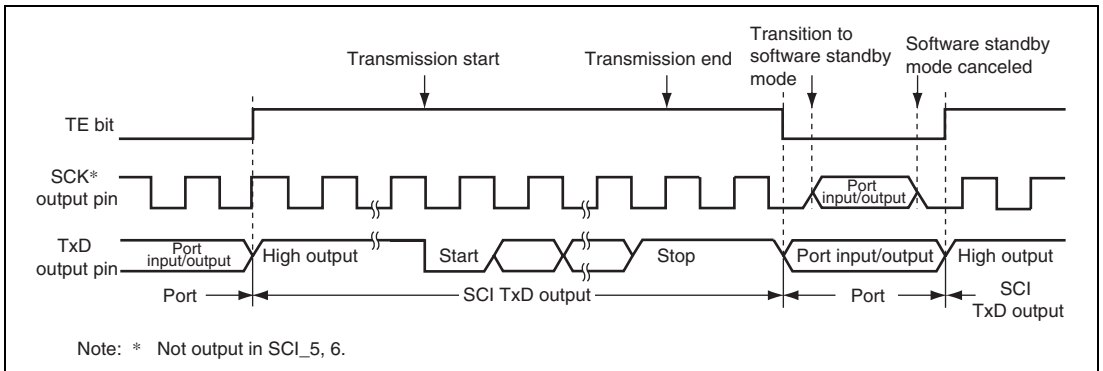 Transmission start
Transmission end
Transition to
software standby
mode
Software standby
mode canceled
TE bit
SCK*
output pin
Port
input/output
TxD
output pin
Port
input/output
High output
Start
Stop
Port input/output
High output
Port
SCI TxD output
Port
SCI
TxD output
Note: * Not output in SCI_5, 6.